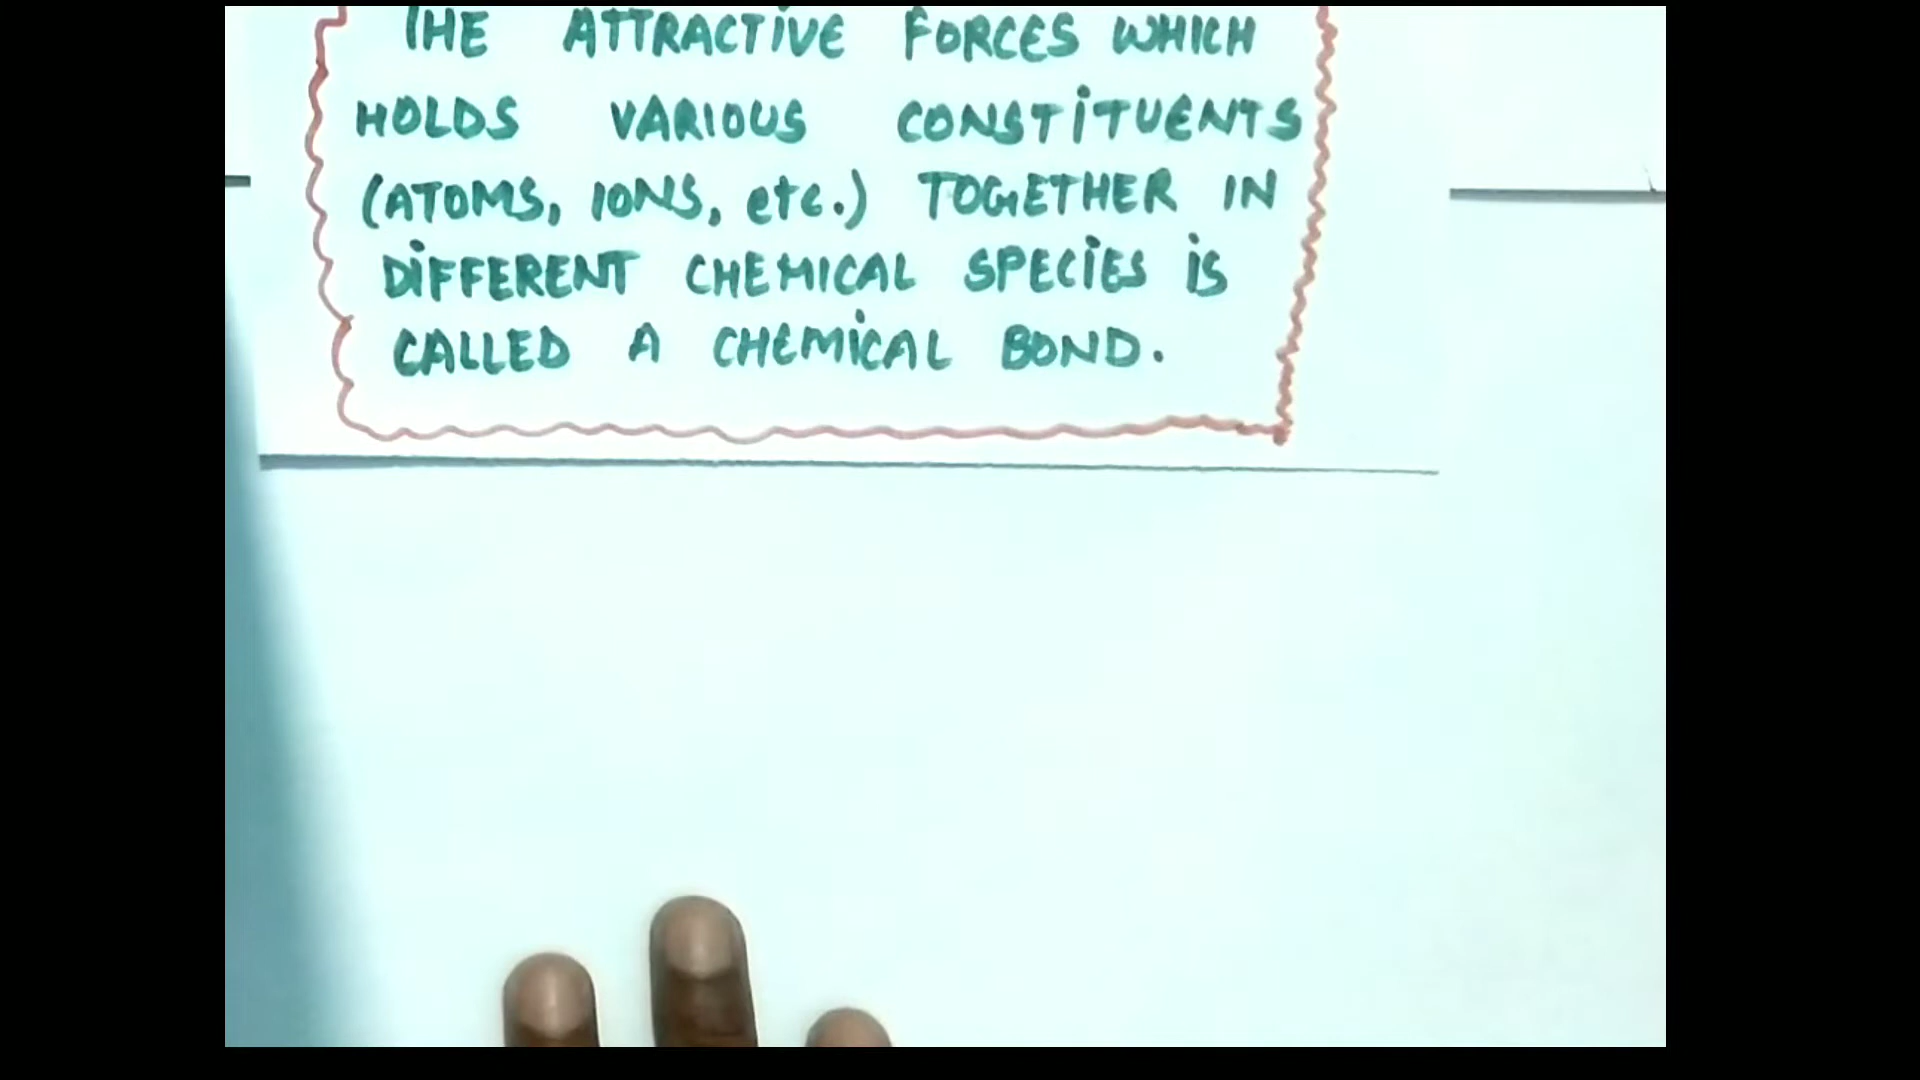 THE ATTRACTIVE FORCES WHICH
HOLDS VARIOUS CONSTITUENTS
(ATOMS, IONS, etc.) TOGETHER IN
DIFFERENT CHEMICAL SPECIES IS
CALLED A CHEMICAL BOND.